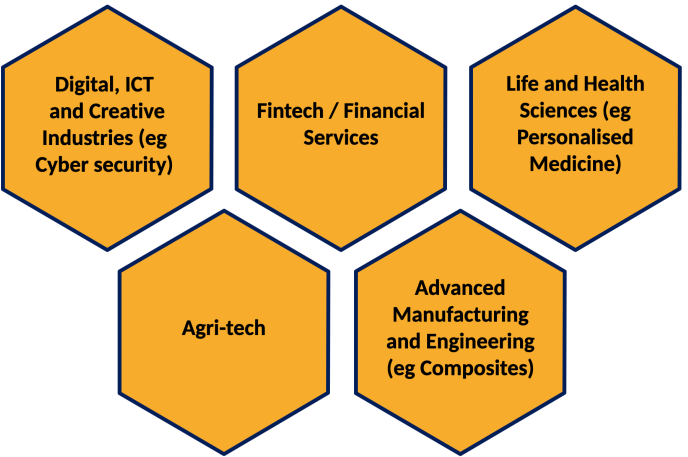 Digital, ICT
and Creative
Industries (eg
Cyber security)
Fintech / Financial
Services
Life and Health
Sciences (eg
Personalised
Medicine)
Agri-tech
Advanced
Manufacturing
and Engineering
(eg Composites)